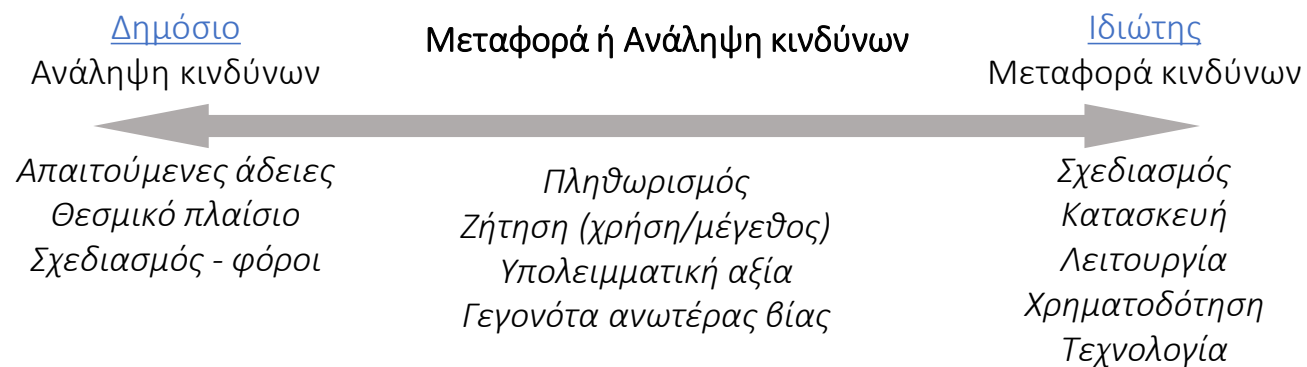 Δημόσιο
Ανάληψη κινδύνων
Μεταφορά ή Ανάληψη κινδύνων
Ιδιώτης
Μεταφορά κινδύνων
Απαιτούμενες άδειες
Θεσμικό πλαίσιο
Σχεδιασμός - φόροι
Πληθωρισμός
Ζήτηση (χρήση/μέγεθος)
Υπολειμματική αξία
Γεγονότα ανωτέρας βίας
Σχεδιασμός
Κατασκευή
Λειτουργία
Χρηματοδότηση
Τεχνολογία